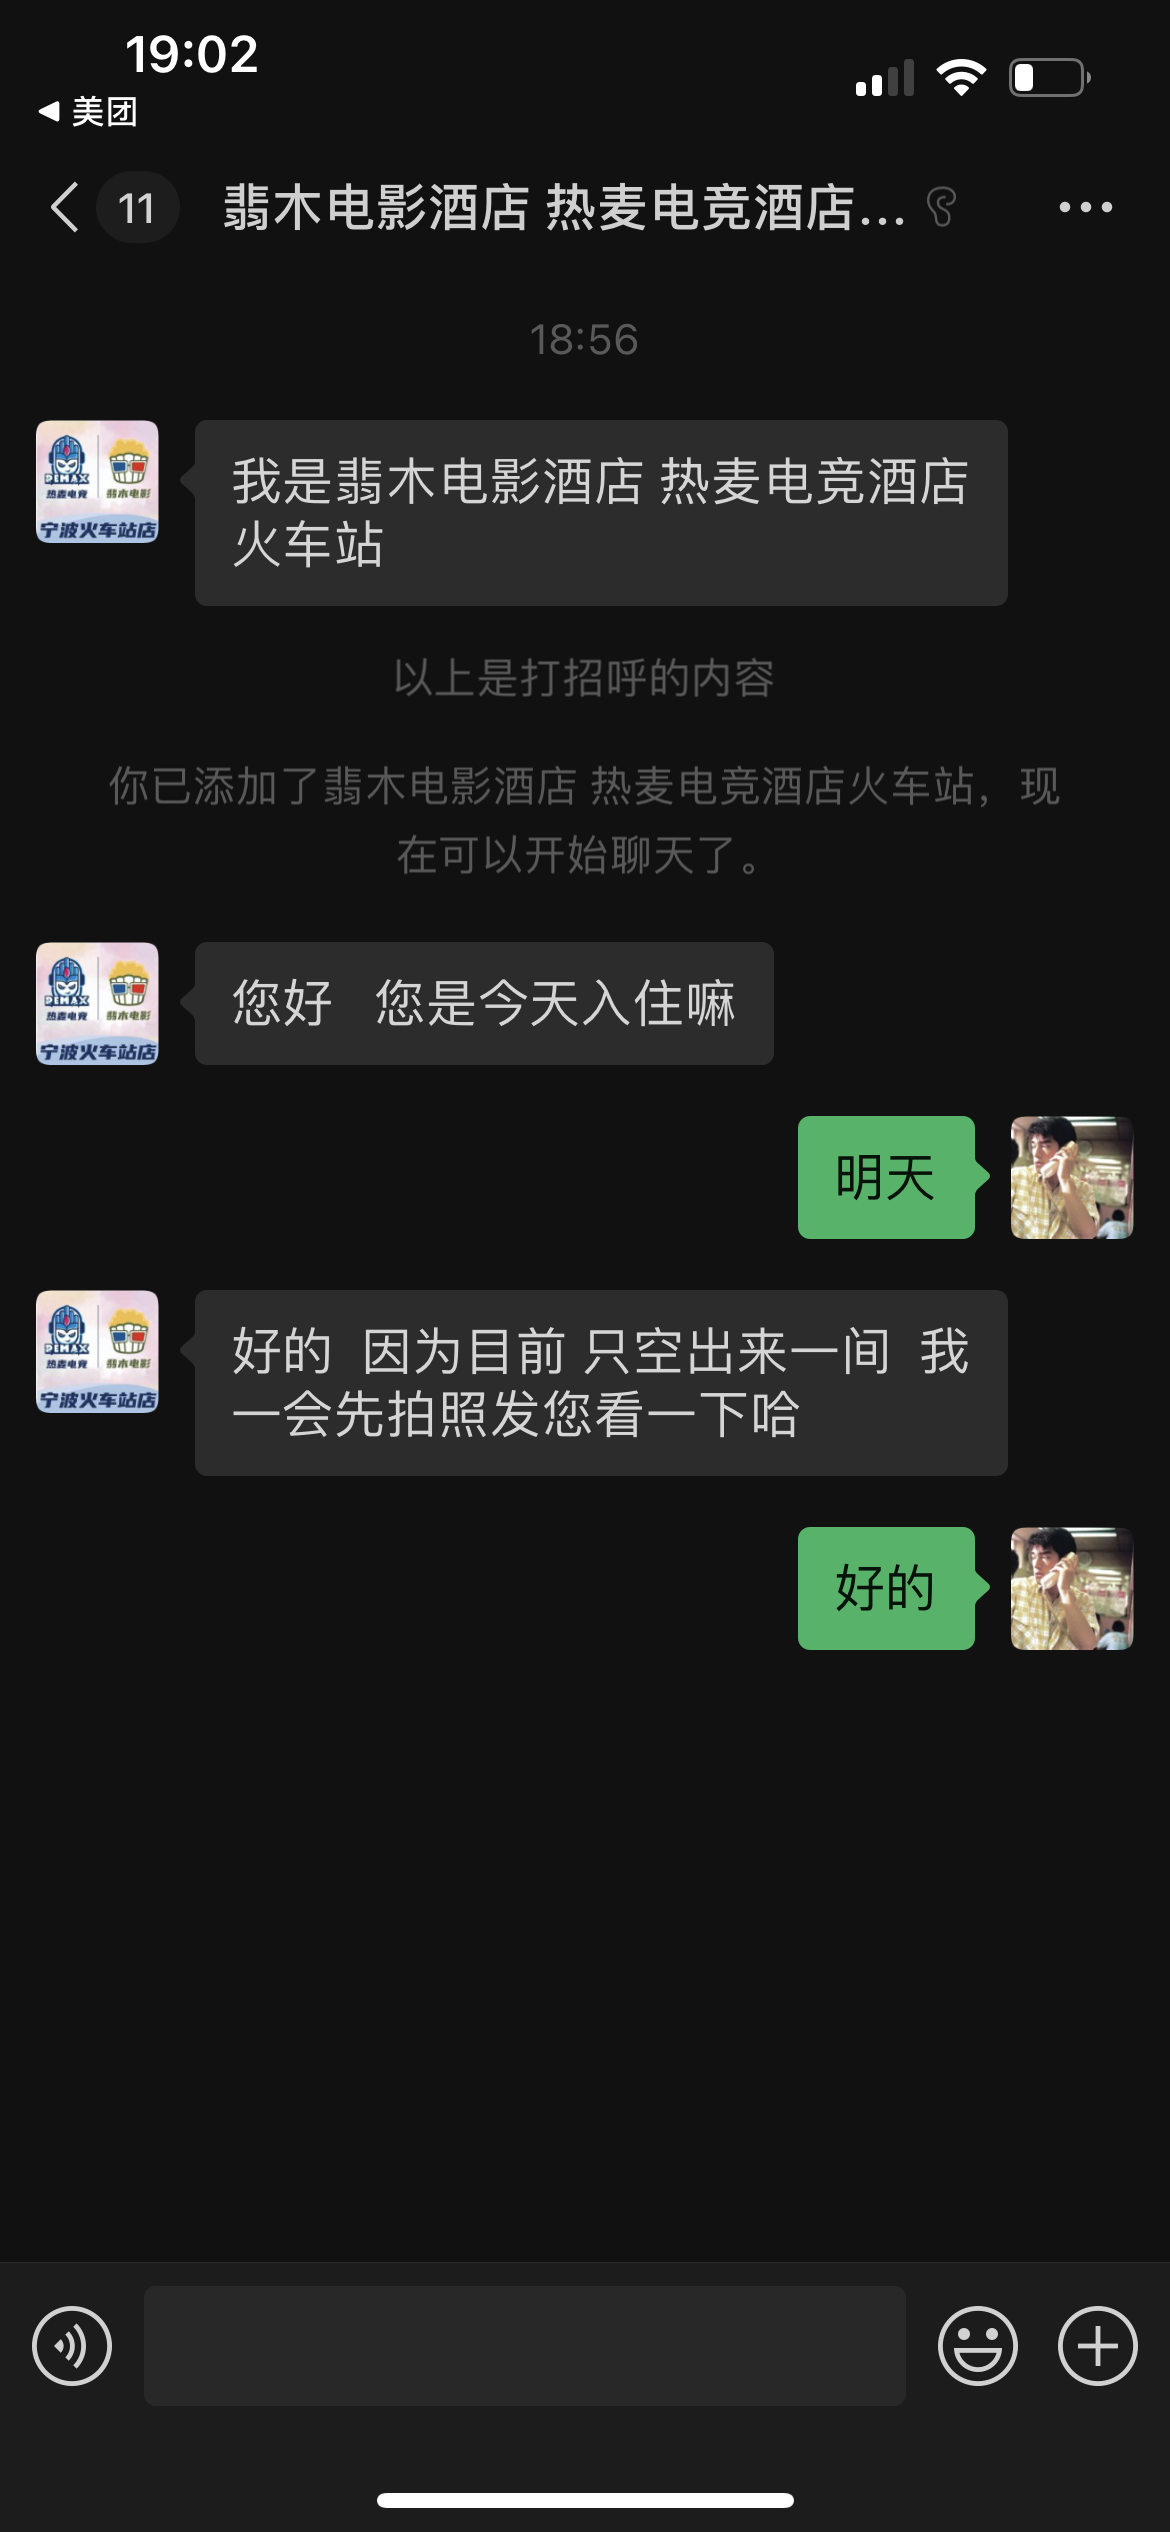 19:02
美团
11
翡木电影酒店 热麦电竞酒店...
18:56
我是翡木电影酒店 热麦电竞酒店
火车站
REMAX
热麦电竞
翡木电影
宁波火车站店
以上是打招呼的内容
你已添加了翡木电影酒店 热麦电竞酒店火车站，现
在可以开始聊天了。
您好 您是今天入住嘛
REMAX
热麦电竞
翡木电影
宁波火车站店
明天
好的 因为目前 只空出来一间 我
一会先拍照发您看一下哈
REMAX
热麦电竞
翡木电影
宁波火车站店
好的